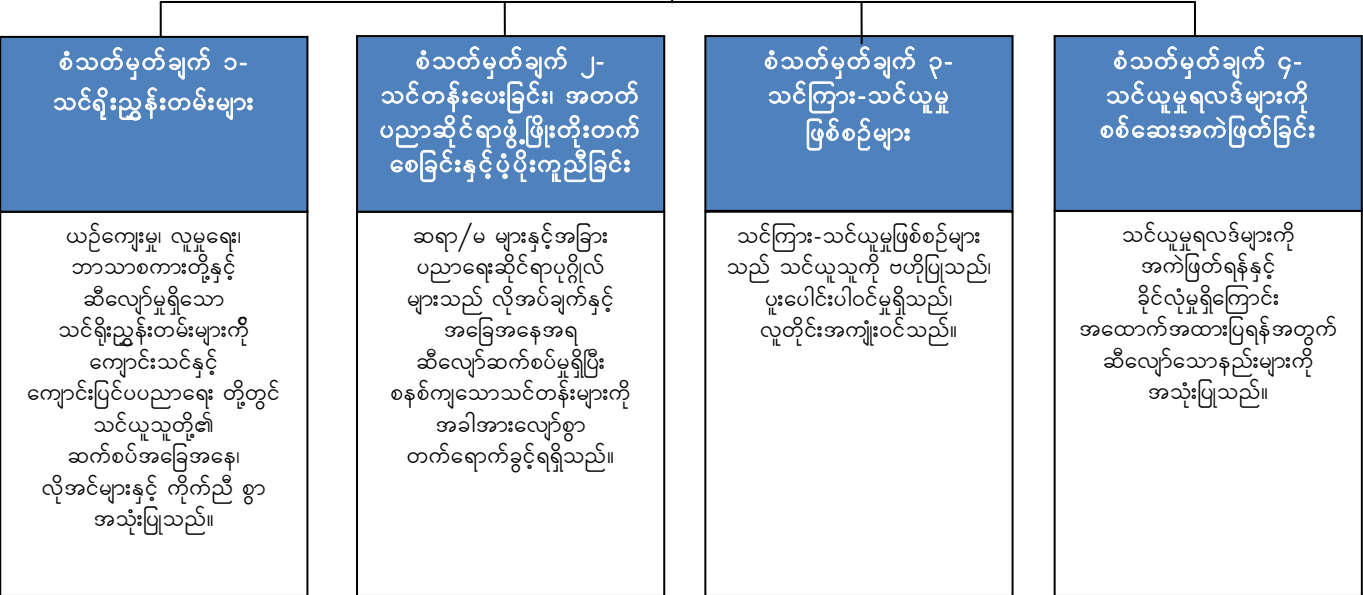 စံသတ်မှတ်ချက် ၁-
သင်ရိုးညွှန်းတမ်းများ
ယဉ်ကျေးမှု၊ လူမှုရေး၊
ဘာသာစကားတို့နှင့်
ဆီလျော်မှုရှိသော
သင်ရိုးညွှန်းတမ်းများကို
ကျောင်းသင်နှင့်
ကျောင်းပြင်ပပညာရေး တို့တွင်
သင်ယူသူတို့၏
ဆက်စပ်အခြေအနေ၊
လိုအင်များနှင့် ကိုက်ညီ စွာ
အသုံးပြုသည်။
စံသတ်မှတ်ချက် ၂-
သင်တန်းပေးခြင်း၊ အတတ်
ပညာဆိုင်ရာဖွံ့ဖြိုးတိုးတက်
စေခြင်းနှင့်ပံ့ပိုးကူညီခြင်း
ဆရာ/မ များနှင့်အခြား
ပညာရေးဆိုင်ရာပုဂ္ဂိုလ်
များသည် လိုအပ်ချက်နှင့်
အခြေအနေအရ
ဆီလျော်ဆက်စပ်မှုရှိပြီး
စနစ်ကျသောသင်တန်းများကို
အခါအားလျော်စွာ
တက်ရောက်ခွင့်ရရှိသည်။
စံသတ်မှတ်ချက် ၃-
သင်ကြား-သင်ယူမှု
ဖြစ်စဉ်များ
သင်ကြား-သင်ယူမှုဖြစ်စဉ်များ
သည် သင်ယူသူကို ဗဟိုပြုသည်၊
ပူးပေါင်းပါဝင်မှုရှိသည်၊
လူတိုင်းအကျုံးဝင်သည်။
စံသတ်မှတ်ချက် ၄-
သင်ယူမှုရလဒ်များကို
စစ်ဆေးအကဲဖြတ်ခြင်း
သင်ယူမှုရလဒ်များကို
အကဲဖြတ်ရန်နှင့်
ခိုင်လုံမှုရှိကြောင်း
အထောက်အထားပြရန်အတွက်
ဆီလျော်သောနည်းများကို
အသုံးပြုသည်။